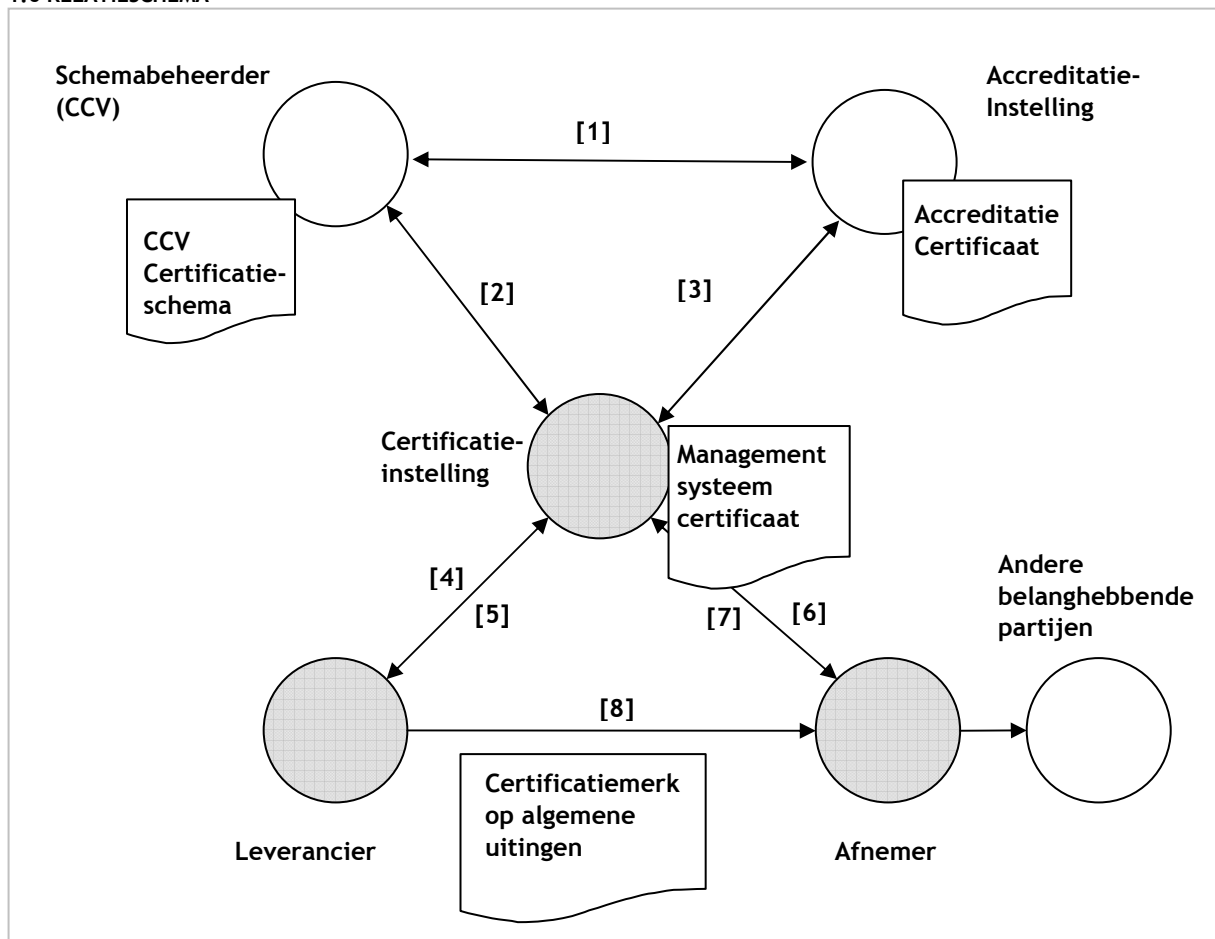 Schemabeheerder
(CCV)
Accreditatie-
Instelling
[1]
CCV
Certificatie-
schema
Accreditatie
Certificaat
[2]
[3]
Certificatie-
instelling
Management
systeem
certificaat
[4]
[5]
[7]
[6]
Andere
belanghebbende
partijen
[8]
Certificatiemerk
op algemene
uitingen
Leverancier
Afnemer